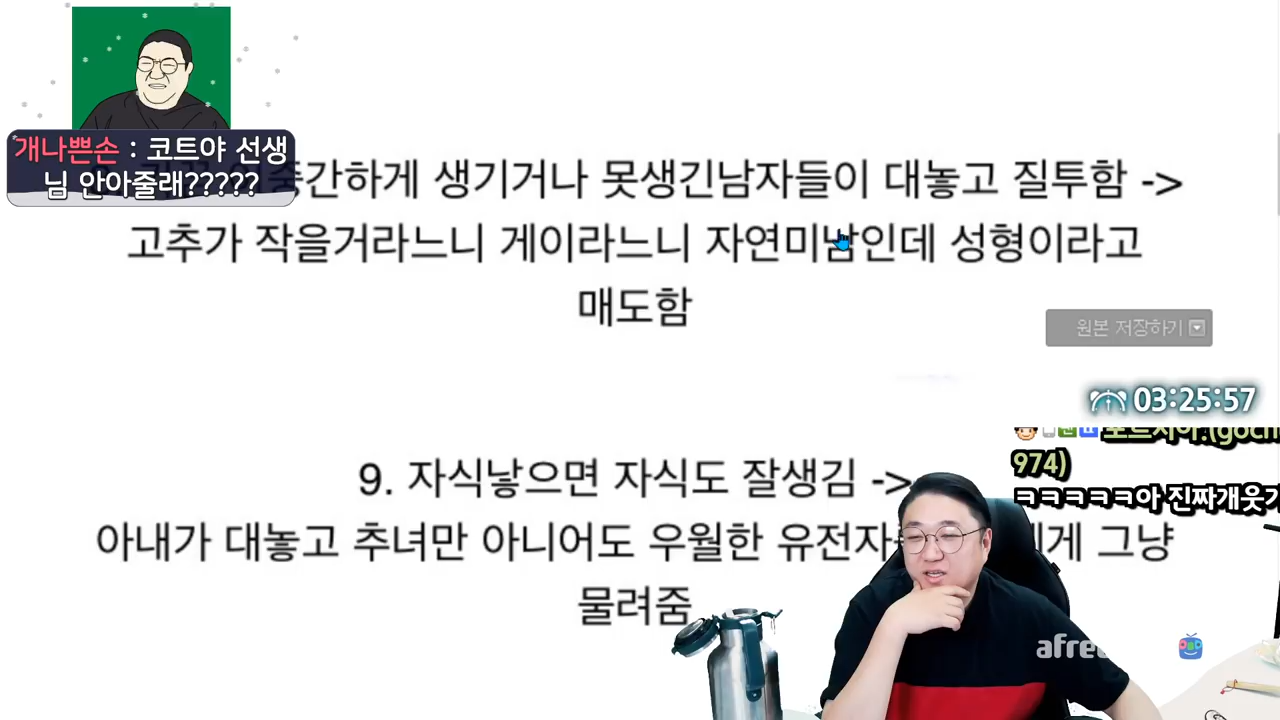 개나쁜손 : 코트야 선생
님 안아줄래?????
중간하게 생기거나 못생긴남자들이 대놓고 질투함 ->
고추가 작을거라느니 게이라느니 자연미남인데 성형이라고
매도함
원본 저장하기
03:25:57
974)
ㅋㅋㅋㅋㅋ아 진짜개웃기
9. 자식낳으면 자식도 잘생김 ->
아내가 대놓고 추녀만 아니어도 우월한 유전자 그냥
물려줌